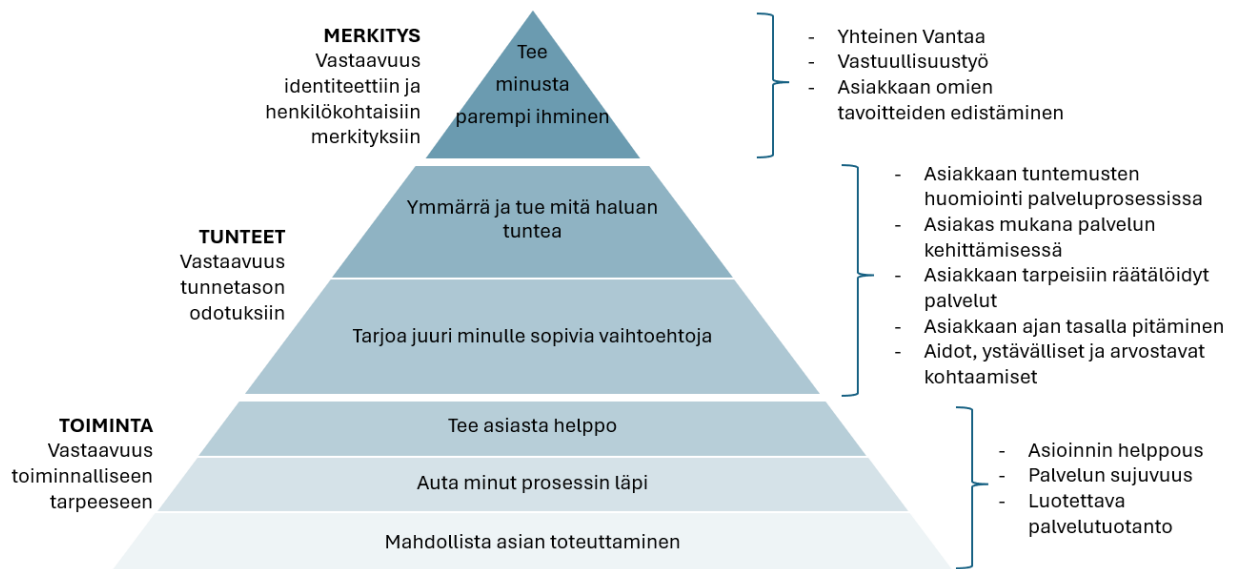 MERKITYS
Vastaavuus
identiteettiin ja
henkilökohtaisiin
merkityksiin
Tee
minusta
parempi ihminen
- Yhteinen Vantaa
- Vastuullisuustyö
- Asiakkaan omien
tavoitteiden edistäminen
TUNTEET
Vastaavuus
tunnetason
odotuksiin
Ymmärrä ja tue mitä haluan
tuntea
Tarjoa juuri minulle sopivia vaihtoehtoja
- Asiakkaan tuntemusten
huomiointi palveluprosessissa
- Asiakas mukana palvelun
kehittämisessä
- Asiakkaan tarpeisiin räätälöidyt
palvelut
- Asiakkaan ajan tasalla pitäminen
- Aidot, ystävälliset ja arvostavat
kohtaamiset
TOIMINTA
Vastaavuus
toiminnalliseen
tarpeeseen
Tee asiasta helppo
Auta minut prosessin läpi
Mahdollista asian toteuttaminen
- Asioinnin helppous
- Palvelun sujuvuus
- Luotettava
palvelutuotanto